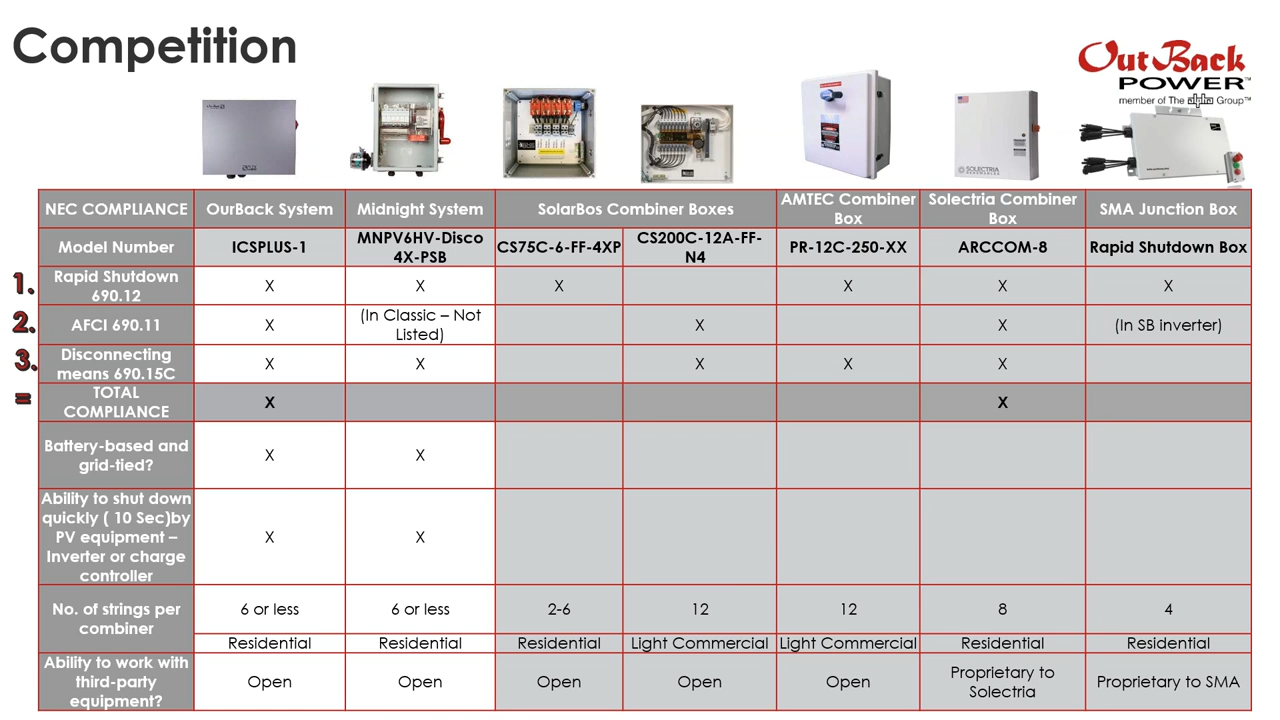 Competition
OutBack
POWER™
member of The alpha Group™
SOLECTRIA
RENEWABLES
NEC COMPLIANCE
OurBack System
Midnight System
SolarBos Combiner Boxes
AMTEC Combiner
Box
Solectria Combiner
Box
SMA Junction Box
Model Number
ICSPLUS-1
MNPV6HV-Disco
4X-PSB
CS75C-6-FF-4XP
CS200C-12A-FF-
N4
PR-12C-250-XX
ARCCOM-8
Rapid Shutdown Box
1.
Rapid Shutdown
690.12
X
X
X
X
X
X
2.
AFCI 690.11
X
(In Classic – Not
Listed)
X
X
(In SB inverter)
3.
Disconnecting
means 690.15C
X
X
X
X
X
=
TOTAL
COMPLIANCE
X
X
Battery-based and
grid-tied?
X
X
Ability to shut down
quickly ( 10 Sec)by
PV equipment –
Inverter or charge
controller
X
X
No. of strings per
combiner
6 or less
6 or less
2-6
12
12
8
4
Residential
Residential
Residential
Light Commercial
Light Commercial
Residential
Residential
Ability to work with
third-party
equipment?
Open
Open
Open
Open
Open
Proprietary to
Solectria
Proprietary to SMA